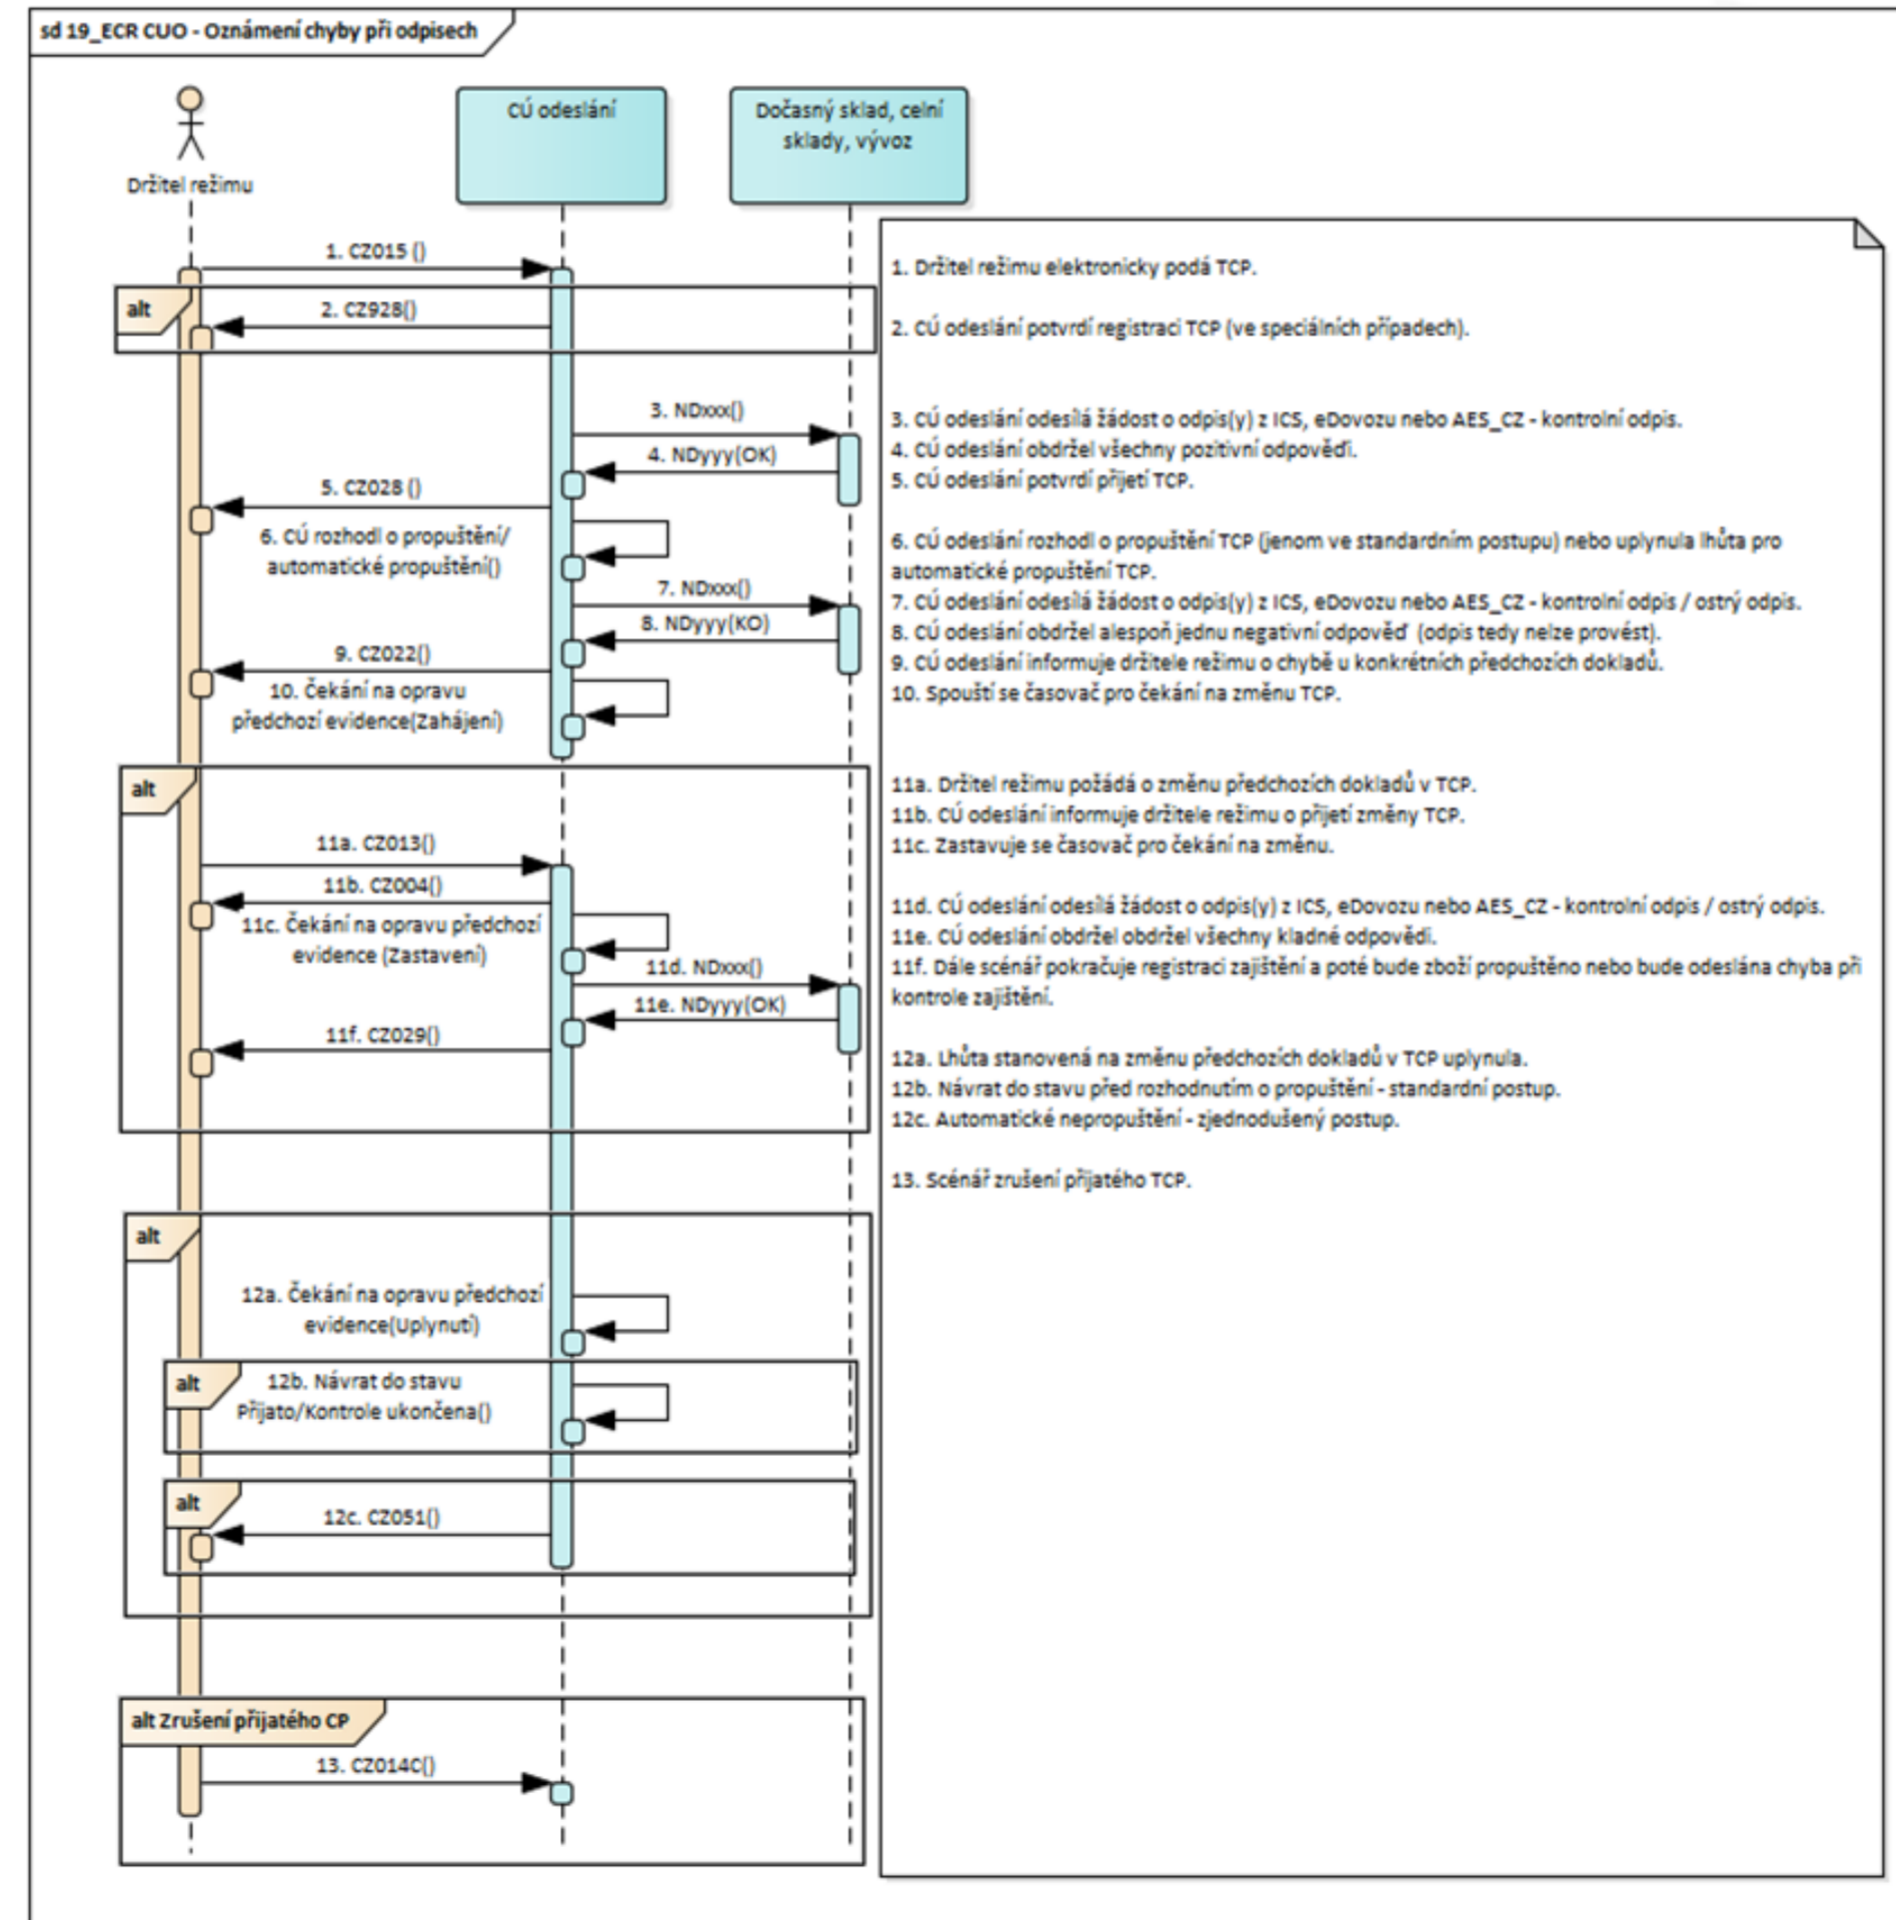 sd 19_ECR CUO - Oznámení chyby při odpisech
Držitel režimu
CÚ odeslání
Dočasný sklad, celní
sklady, vývoz
1. CZ015 ()
alt
2. CZ928()
3. NDxxx()
4. NDyyy(OK)
5. CZ028 ()
6. CÚ rozhodl o propuštění/
automatické propuštění()
7. NDxxx()
8. NDyyy(KO)
9. CZ022()
10. Čekání na opravu
předchozí evidence(Zahájení)
alt
11a. CZ013()
11b. CZ004()
11c. Čekání na opravu předchozí
evidence (Zastavení)
11d. NDxxx()
11e. NDyyy(OK)
11f. CZ029()
alt
12a. Čekání na opravu předchozí
evidence(Uplynutí)
alt
12b. Návrat do stavu
Přijato/Kontrole ukončena()
alt
12c. CZ051()
alt Zrušení přijatého CP
13. CZ014C()
1. Držitel režimu elektronicky podá TCP.
2. CÚ odeslání potvrdí registraci TCP (ve speciálních případech).
3. CÚ odeslání odesílá žádost o odpis(y) z ICS, eDovozu nebo AES_CZ - kontrolní odpis.
4. CÚ odeslání obdržel všechny pozitivní odpověďi.
5. CÚ odeslání potvrdí přijetí TCP.
6. CÚ odeslání rozhodl o propuštění TCP (jenom ve standardním postupu) nebo uplynula lhůta pro
automatické propuštění TCP.
7. CÚ odeslání odesílá žádost o odpis(y) z ICS, eDovozu nebo AES_CZ - kontrolní odpis / ostrý odpis.
8. CÚ odeslání obdržel alespoň jednu negativní odpověď (odpis tedy nelze provést).
9. CÚ odeslání informuje držitele režimu o chybě u konkrétních předchozích dokladů.
10. Spouští se časovač pro čekání na změnu TCP.
11a. Držitel režimu požádá o změnu předchozích dokladů v TCP.
11b. CÚ odeslání informuje držitele režimu o přijetí změny TCP.
11c. Zastavuje se časovač pro čekání na změnu.
11d. CÚ odeslání odesílá žádost o odpis(y) z ICS, eDovozu nebo AES_CZ - kontrolní odpis / ostrý odpis.
11e. CÚ odeslání obdržel obdržel všechny kladné odpovědi.
11f. Dále scénář pokračuje registraci zajištění a poté bude zboží propuštěno nebo bude odeslána chyba při
kontrole zajištění.
12a. Lhůta stanovená na změnu předchozích dokladů v TCP uplynula.
12b. Návrat do stavu před rozhodnutím o propuštění - standardní postup.
12c. Automatické nepropuštění - zjednodušený postup.
13. Scénář zrušení přijatého TCP.